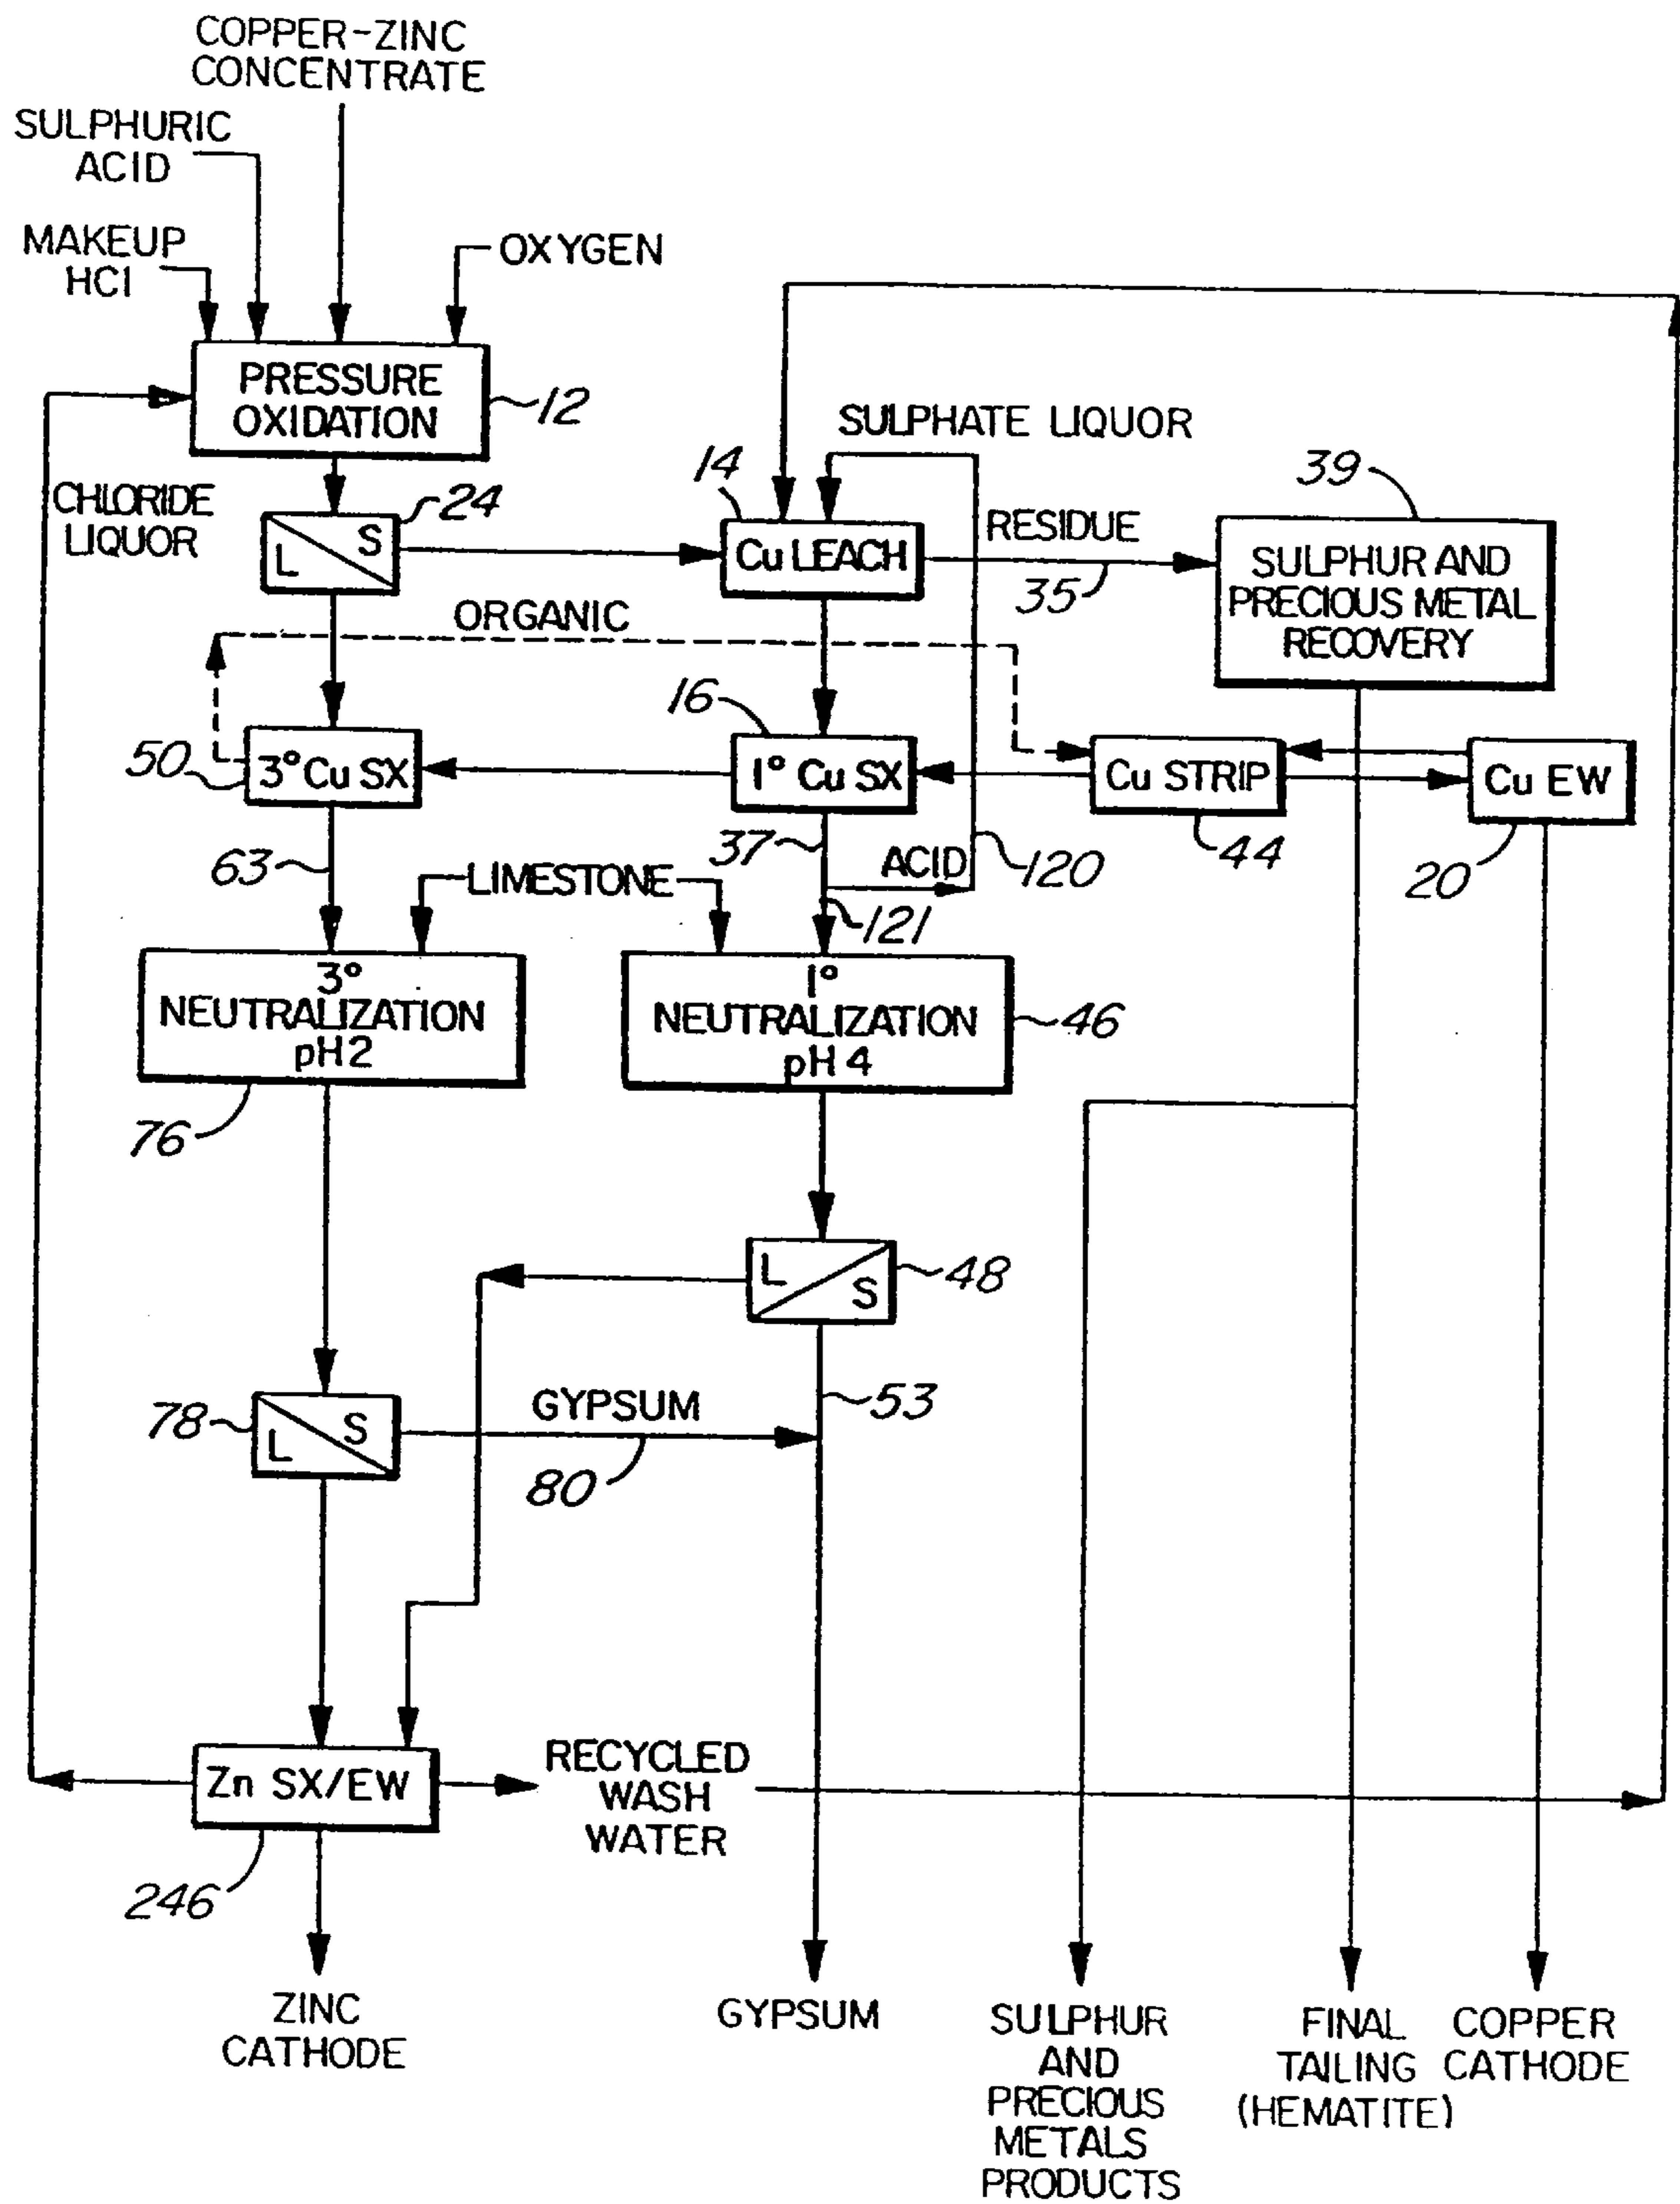 COPPER-ZINC
CONCENTRATE
SULPHURIC
ACID
MAKEUP
HCl
OXYGEN
PRESSURE
OXIDATION
12
SULPHATE LIQUOR
14
39
CHLORIDE
LIQUOR
24
L S
Cu LEACH
RESIDUE
35
SULPHUR AND
PRECIOUS METAL
RECOVERY
ORGANIC
16
50
3° Cu SX
1° Cu SX
Cu STRIP
Cu EW
37
ACID
120
44
20
63
LIMESTONE
121
3°
NEUTRALIZATION
pH 2
1°
NEUTRALIZATION
pH 4
46
76
L S
48
53
78
L S
GYPSUM
80
Zn SX/EW
RECYCLED
WASH
WATER
246
ZINC
CATHODE
GYPSUM
SULPHUR
AND
PRECIOUS
METALS
PRODUCTS
FINAL
TAILING
(HEMATITE)
COPPER
CATHODE